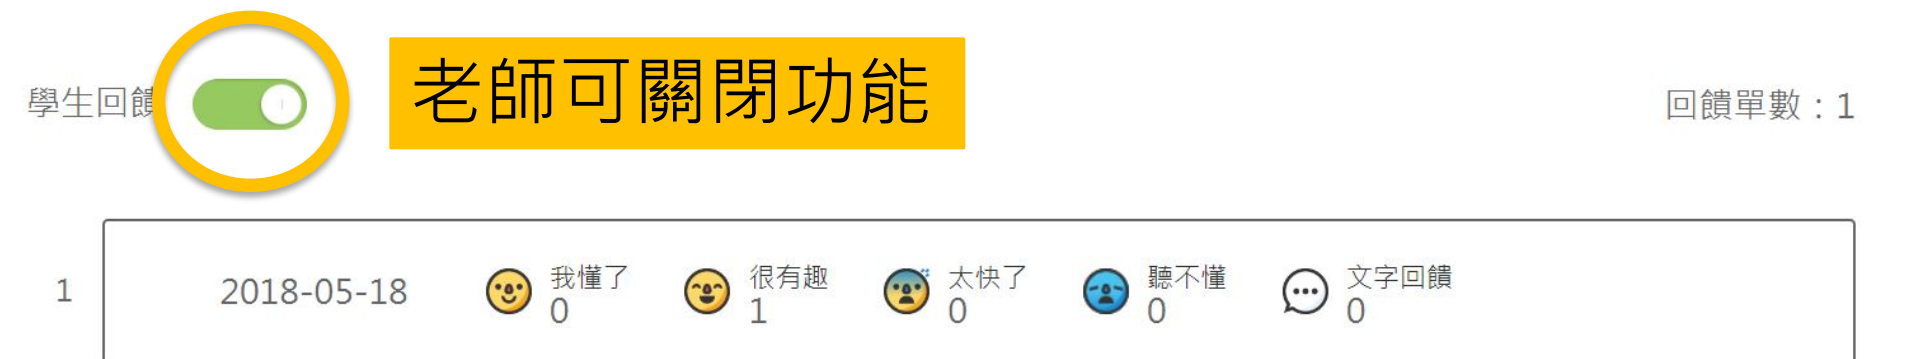 學生回饋
老師可關閉功能
回饋單數：1
1
2018-05-18
我懂了
0
很有趣
1
太快了
0
聽不懂
0
文字回饋
0